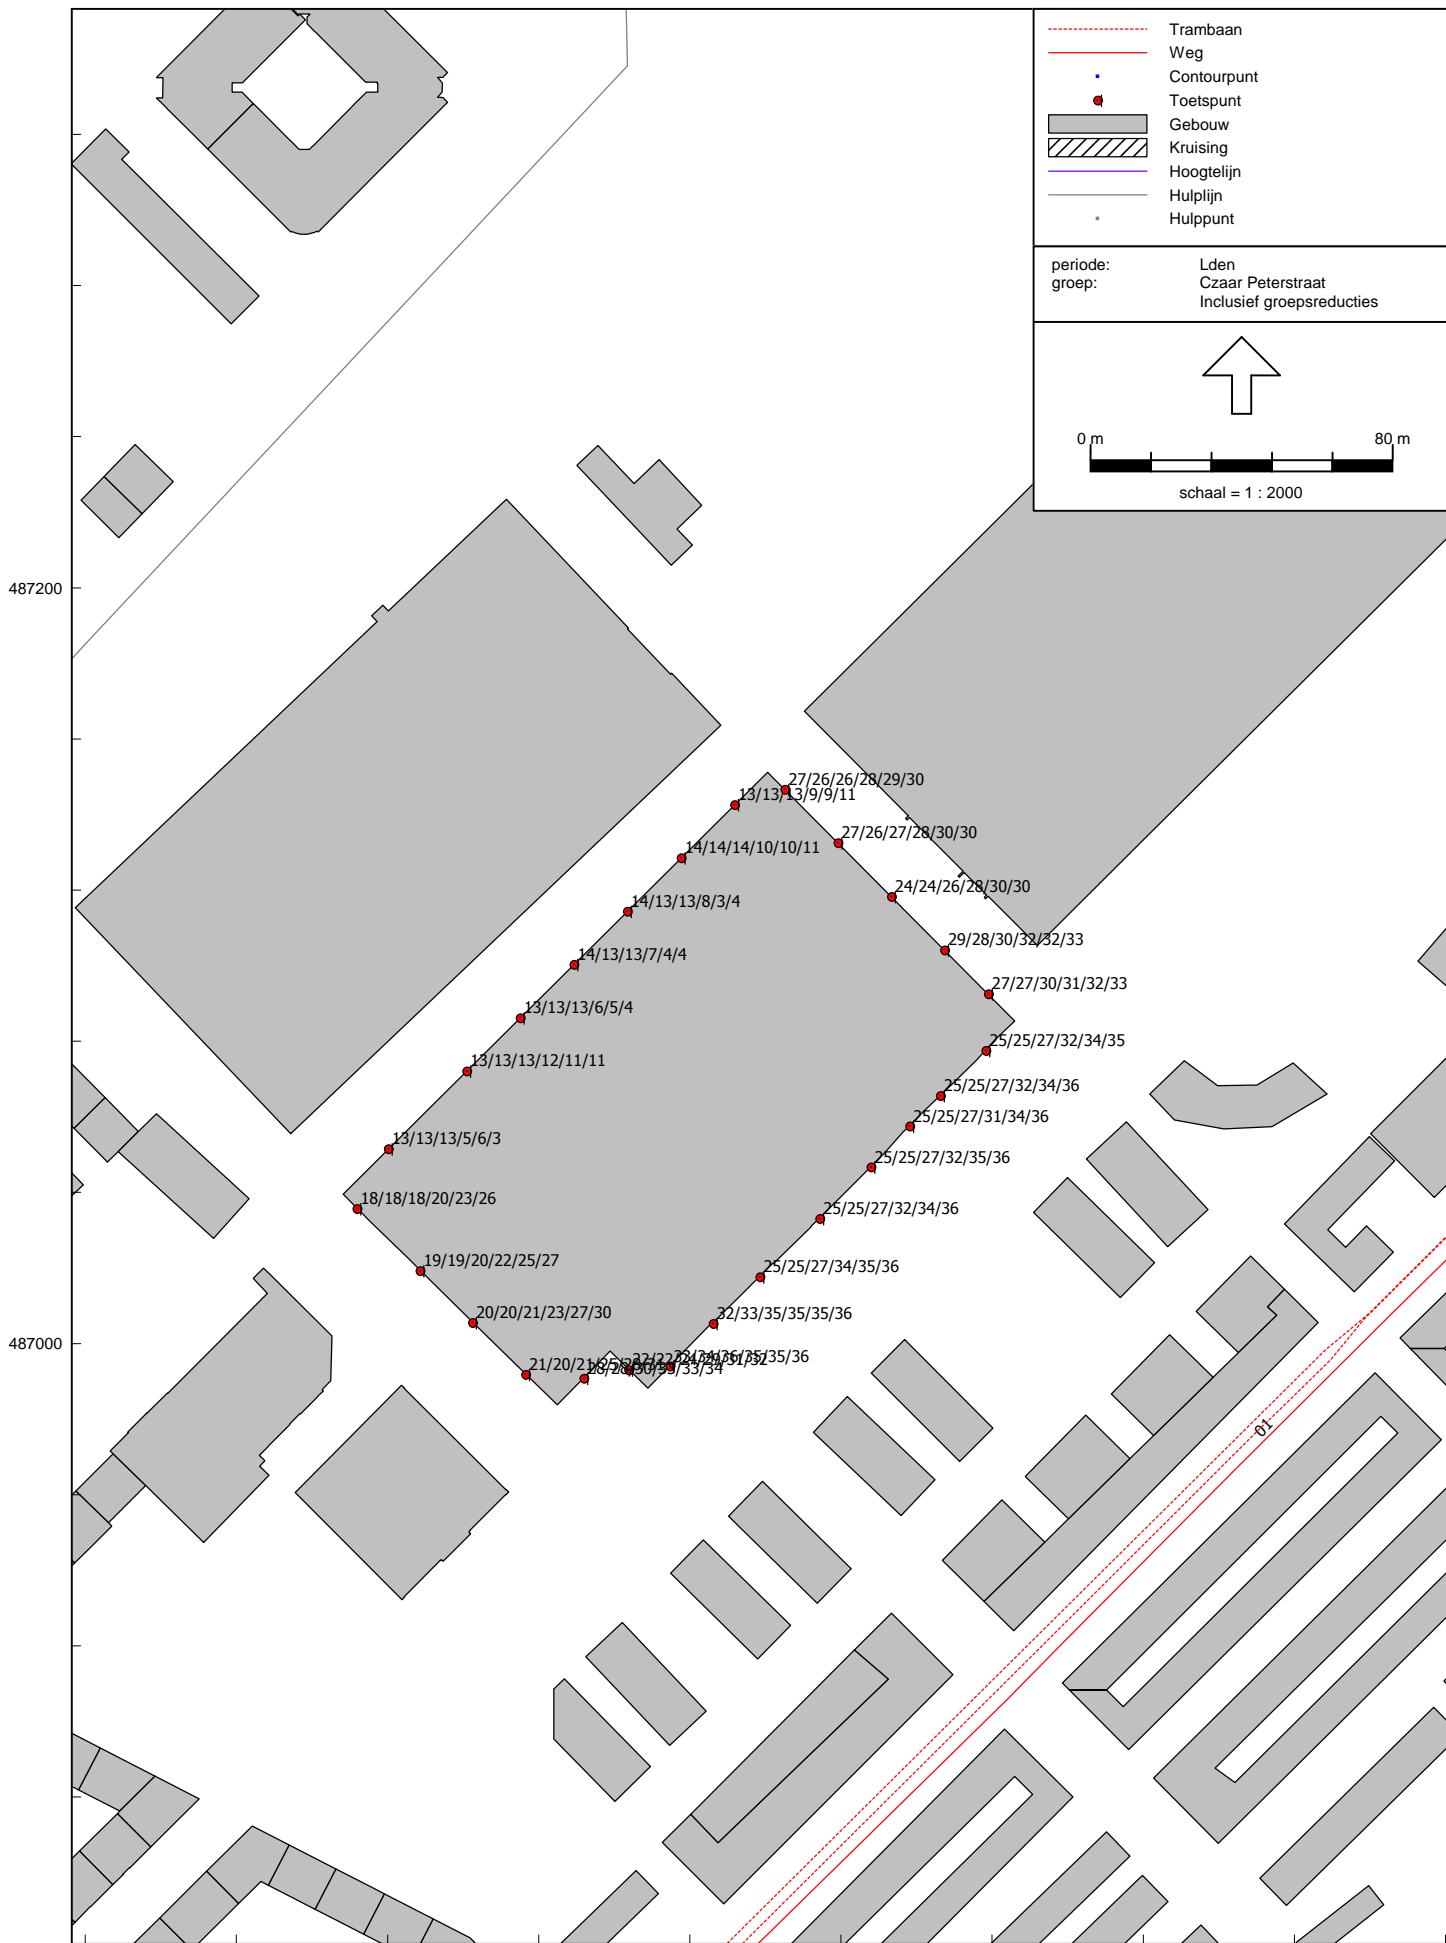 Trambaan
Weg
Contourpunt
Toetspunt
Gebouw
Kruising
Hoogtelijn
Hulplijn
Hulppunt
periode: Lden
groep: Czaar Peterstraat
Inclusief groepsreducties
0 m 80 m
schaal = 1 : 2000
487200
27/26/26/28/29/30
13/13/13/9/9/11
27/26/27/28/30/30
14/14/14/10/10/11
24/24/26/28/30/30
14/13/13/8/3/4
29/28/30/32/32/33
14/13/13/7/4/4
27/27/30/31/32/33
13/13/13/6/5/4
25/25/27/32/34/35
13/13/13/12/11/11
25/25/27/32/34/36
25/25/27/31/34/36
13/13/13/5/6/3
25/25/27/32/35/36
18/18/18/20/23/26
25/25/27/32/34/36
19/19/20/22/25/27
25/25/27/34/35/36
20/20/21/23/27/30
32/33/35/35/35/36
487000
01